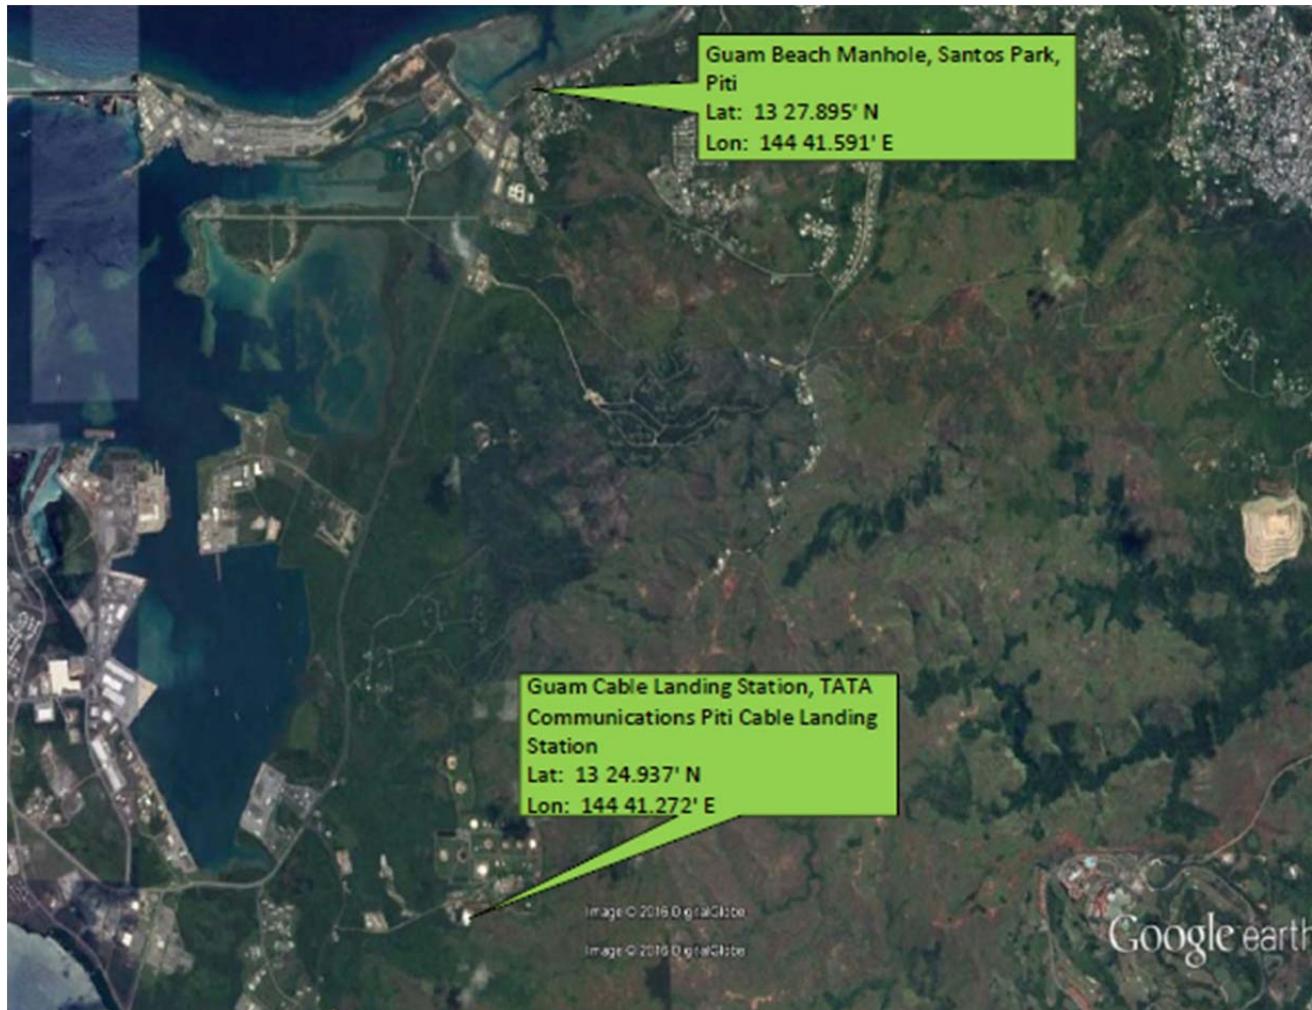 Guam Beach Manhole, Santos Park,
Piti
Lat: 13 27.895' N
Lon: 144 41.591' E
Guam Cable Landing Station, TATA
Communications Piti Cable Landing
Station
Lat: 13 24.937' N
Lon: 144 41.272' E
Image © 2016 DigitalGlobe
Image © 2016 DigitalGlobe
Google earth